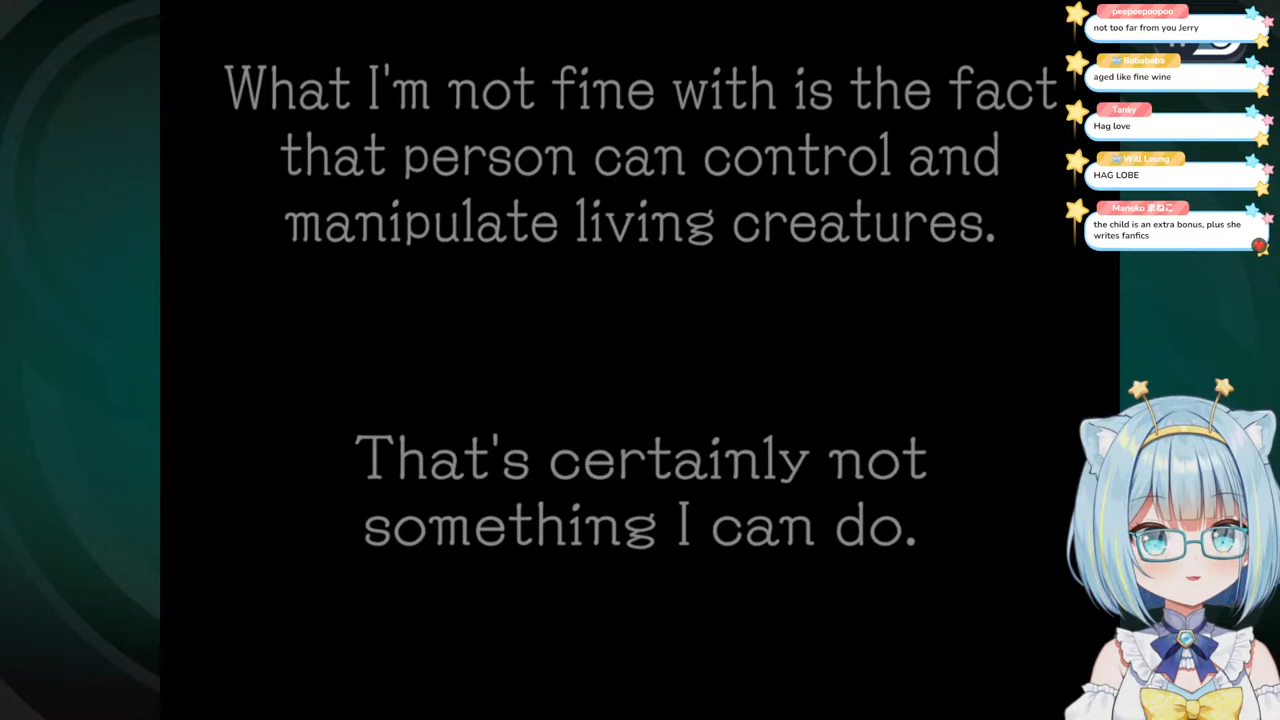 What I'm not fine with is the fact
that person can control and
manipulate living creatures.
That's certainly not
something I can do.
peepeepoopoo
not too far from you Jerry
Babababa
aged like fine wine
Tanky
Hag love
Will Leong
HAG LOBE
Maneko まねこ
the child is an extra bonus, plus she
writes fanfics